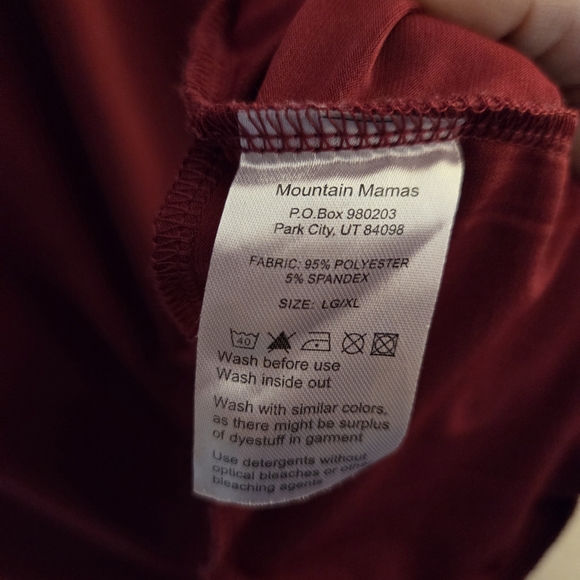 Mountain Mamas
P.O.Box 980203
Park City, UT 84098
FABRIC: 95% POLYESTER
5% SPANDEX
SIZE: LG/XL
40
Wash before use
Wash inside out
Wash with similar colors,
as there might be surplus
of dyestuff in garment
Use detergents without
optical bleaches or other
bleaching agents